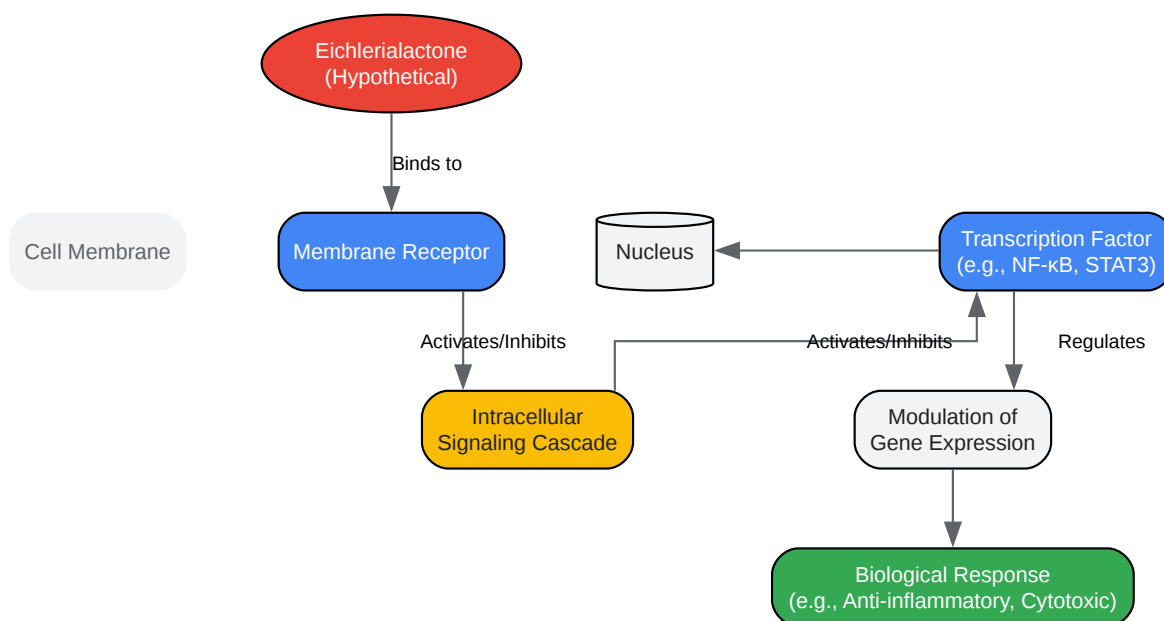 Eichlerialactone
(Hypothetical)
Binds to
Cell Membrane
Membrane Receptor
Nucleus
Transcription Factor
(e.g., NF-κB, STAT3)
Activates/Inhibits
Activates/Inhibits
Regulates
Intracellular
Signaling Cascade
Modulation of
Gene Expression
Biological Response
(e.g., Anti-inflammatory, Cytotoxic)